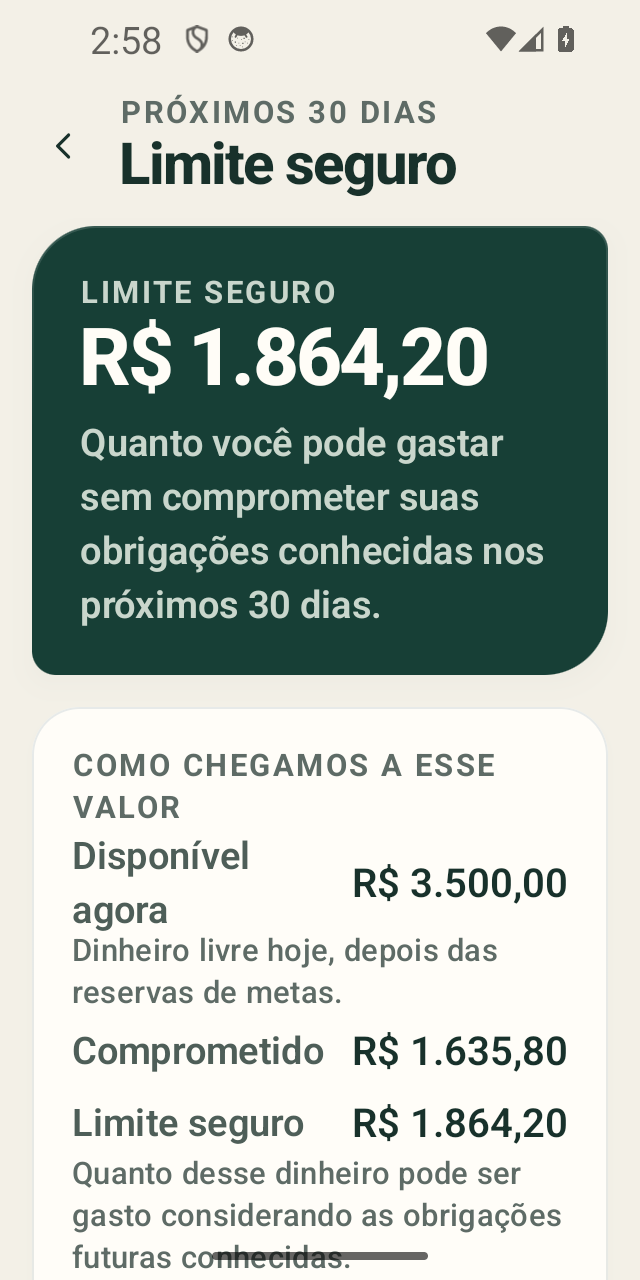 2:58
PRÓXIMOS 30 DIAS
Limite seguro
LIMITE SEGURO
R$ 1.864,20
Quanto você pode gastar
sem comprometer suas
obrigações conhecidas nos
próximos 30 dias.
COMO CHEGAMOS A ESSE
VALOR
Disponível
agora
R$ 3.500,00
Dinheiro livre hoje, depois das
reservas de metas.
Comprometido R$ 1.635,80
Limite seguro R$ 1.864,20
Quanto desse dinheiro pode ser
gasto considerando as obrigações
futuras conhecidas.